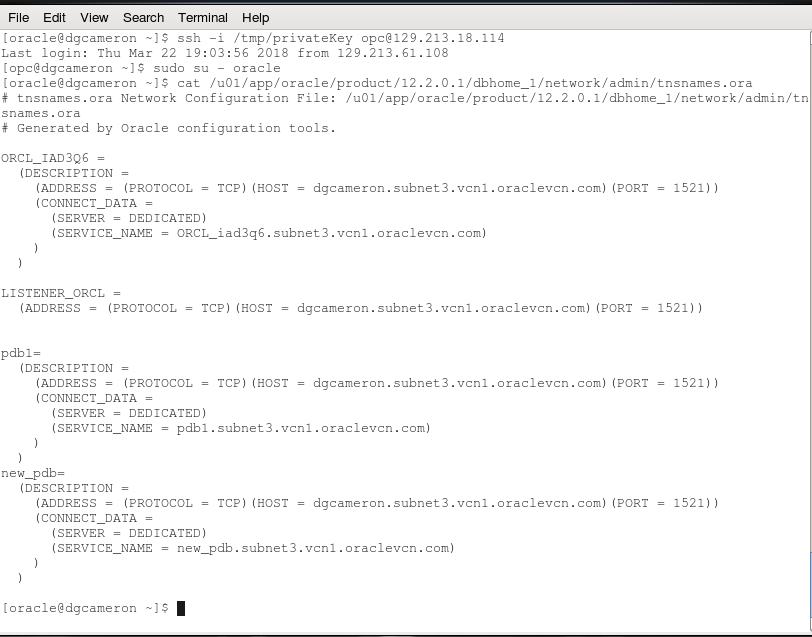 File Edit View Search Terminal Help
[oracle@dgcameron ~]$ ssh -i /tmp/privateKey opc@129.213.18.114
Last login: Thu Mar 22 19:03:56 2018 from 129.213.61.108
[opc@dgcameron ~]$ sudo su - oracle
[oracle@dgcameron ~]$ cat /u01/app/oracle/product/12.2.0.1/dbhome_1/network/admin/tnsnames.ora
# tnsnames.ora Network Configuration File: /u01/app/oracle/product/12.2.0.1/dbhome_1/network/admin/tn
snames.ora
# Generated by Oracle configuration tools.

ORCL_IAD3Q6 =
  (DESCRIPTION =
    (ADDRESS = (PROTOCOL = TCP)(HOST = dgcameron.subnet3.vcn1.oraclevcn.com)(PORT = 1521))
    (CONNECT_DATA =
      (SERVER = DEDICATED)
      (SERVICE_NAME = ORCL_iad3q6.subnet3.vcn1.oraclevcn.com)
    )
  )

LISTENER_ORCL =
  (ADDRESS = (PROTOCOL = TCP)(HOST = dgcameron.subnet3.vcn1.oraclevcn.com)(PORT = 1521))


pdb1=
  (DESCRIPTION =
    (ADDRESS = (PROTOCOL = TCP)(HOST = dgcameron.subnet3.vcn1.oraclevcn.com)(PORT = 1521))
    (CONNECT_DATA =
      (SERVER = DEDICATED)
      (SERVICE_NAME = pdb1.subnet3.vcn1.oraclevcn.com)
    )
  )
new_pdb=
  (DESCRIPTION =
    (ADDRESS = (PROTOCOL = TCP)(HOST = dgcameron.subnet3.vcn1.oraclevcn.com)(PORT = 1521))
    (CONNECT_DATA =
      (SERVER = DEDICATED)
      (SERVICE_NAME = new_pdb.subnet3.vcn1.oraclevcn.com)
    )
  )

[oracle@dgcameron ~]$